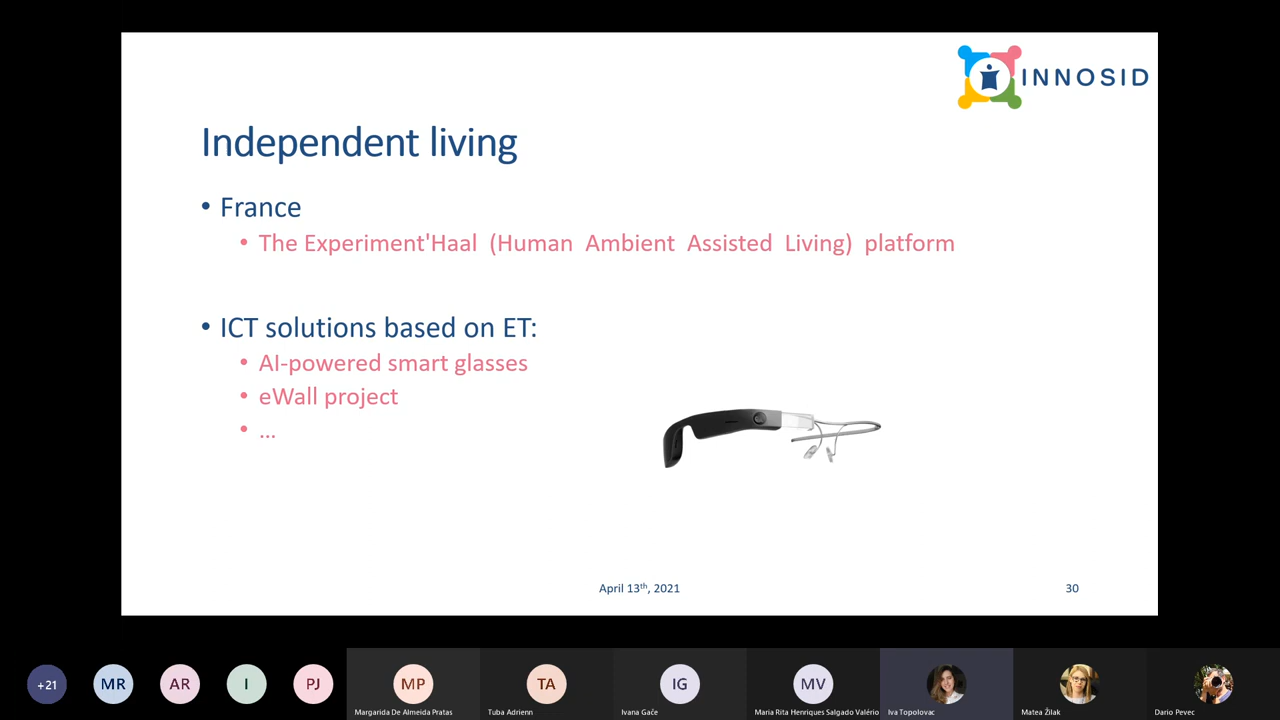 INNOSID
Independent living
• France
• The Experiment'Haal (Human Ambient Assisted Living) platform
• ICT solutions based on ET:
• AI-powered smart glasses
• eWall project
• ...
April 13th, 2021
30
+21
MR
AR
I
PJ
MP
TA
IG
MV
Margarida De Almeida Pratas
Tuba Adrienn
Ivana Gače
Maria Rita Henriques Salgado Valério
Iva Topolovac
Matea Žilak
Dario Pevec